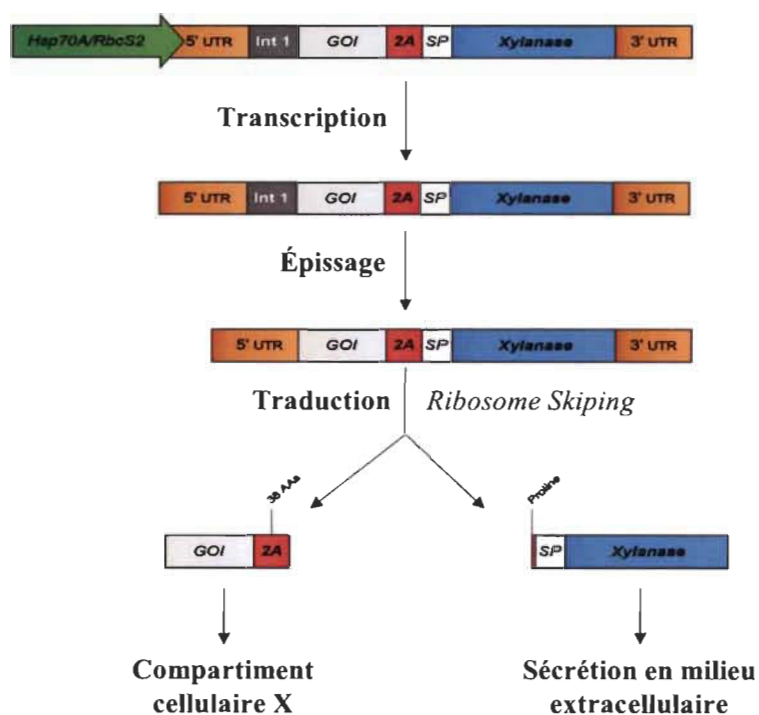 Hsp70A/RbcS2 5' UTR Int 1 GOI 2A SP Xylanase 3' UTR
Transcription
5' UTR Int 1 GOI 2A SP Xylanase 3' UTR
Épissage
5' UTR GOI 2A SP Xylanase 3' UTR
Traduction Ribosome Skiping
38 AAs Proline
GOI 2A SP Xylanase
Compartiment Sécrétion en milieu
cellulaire X extracellulaire